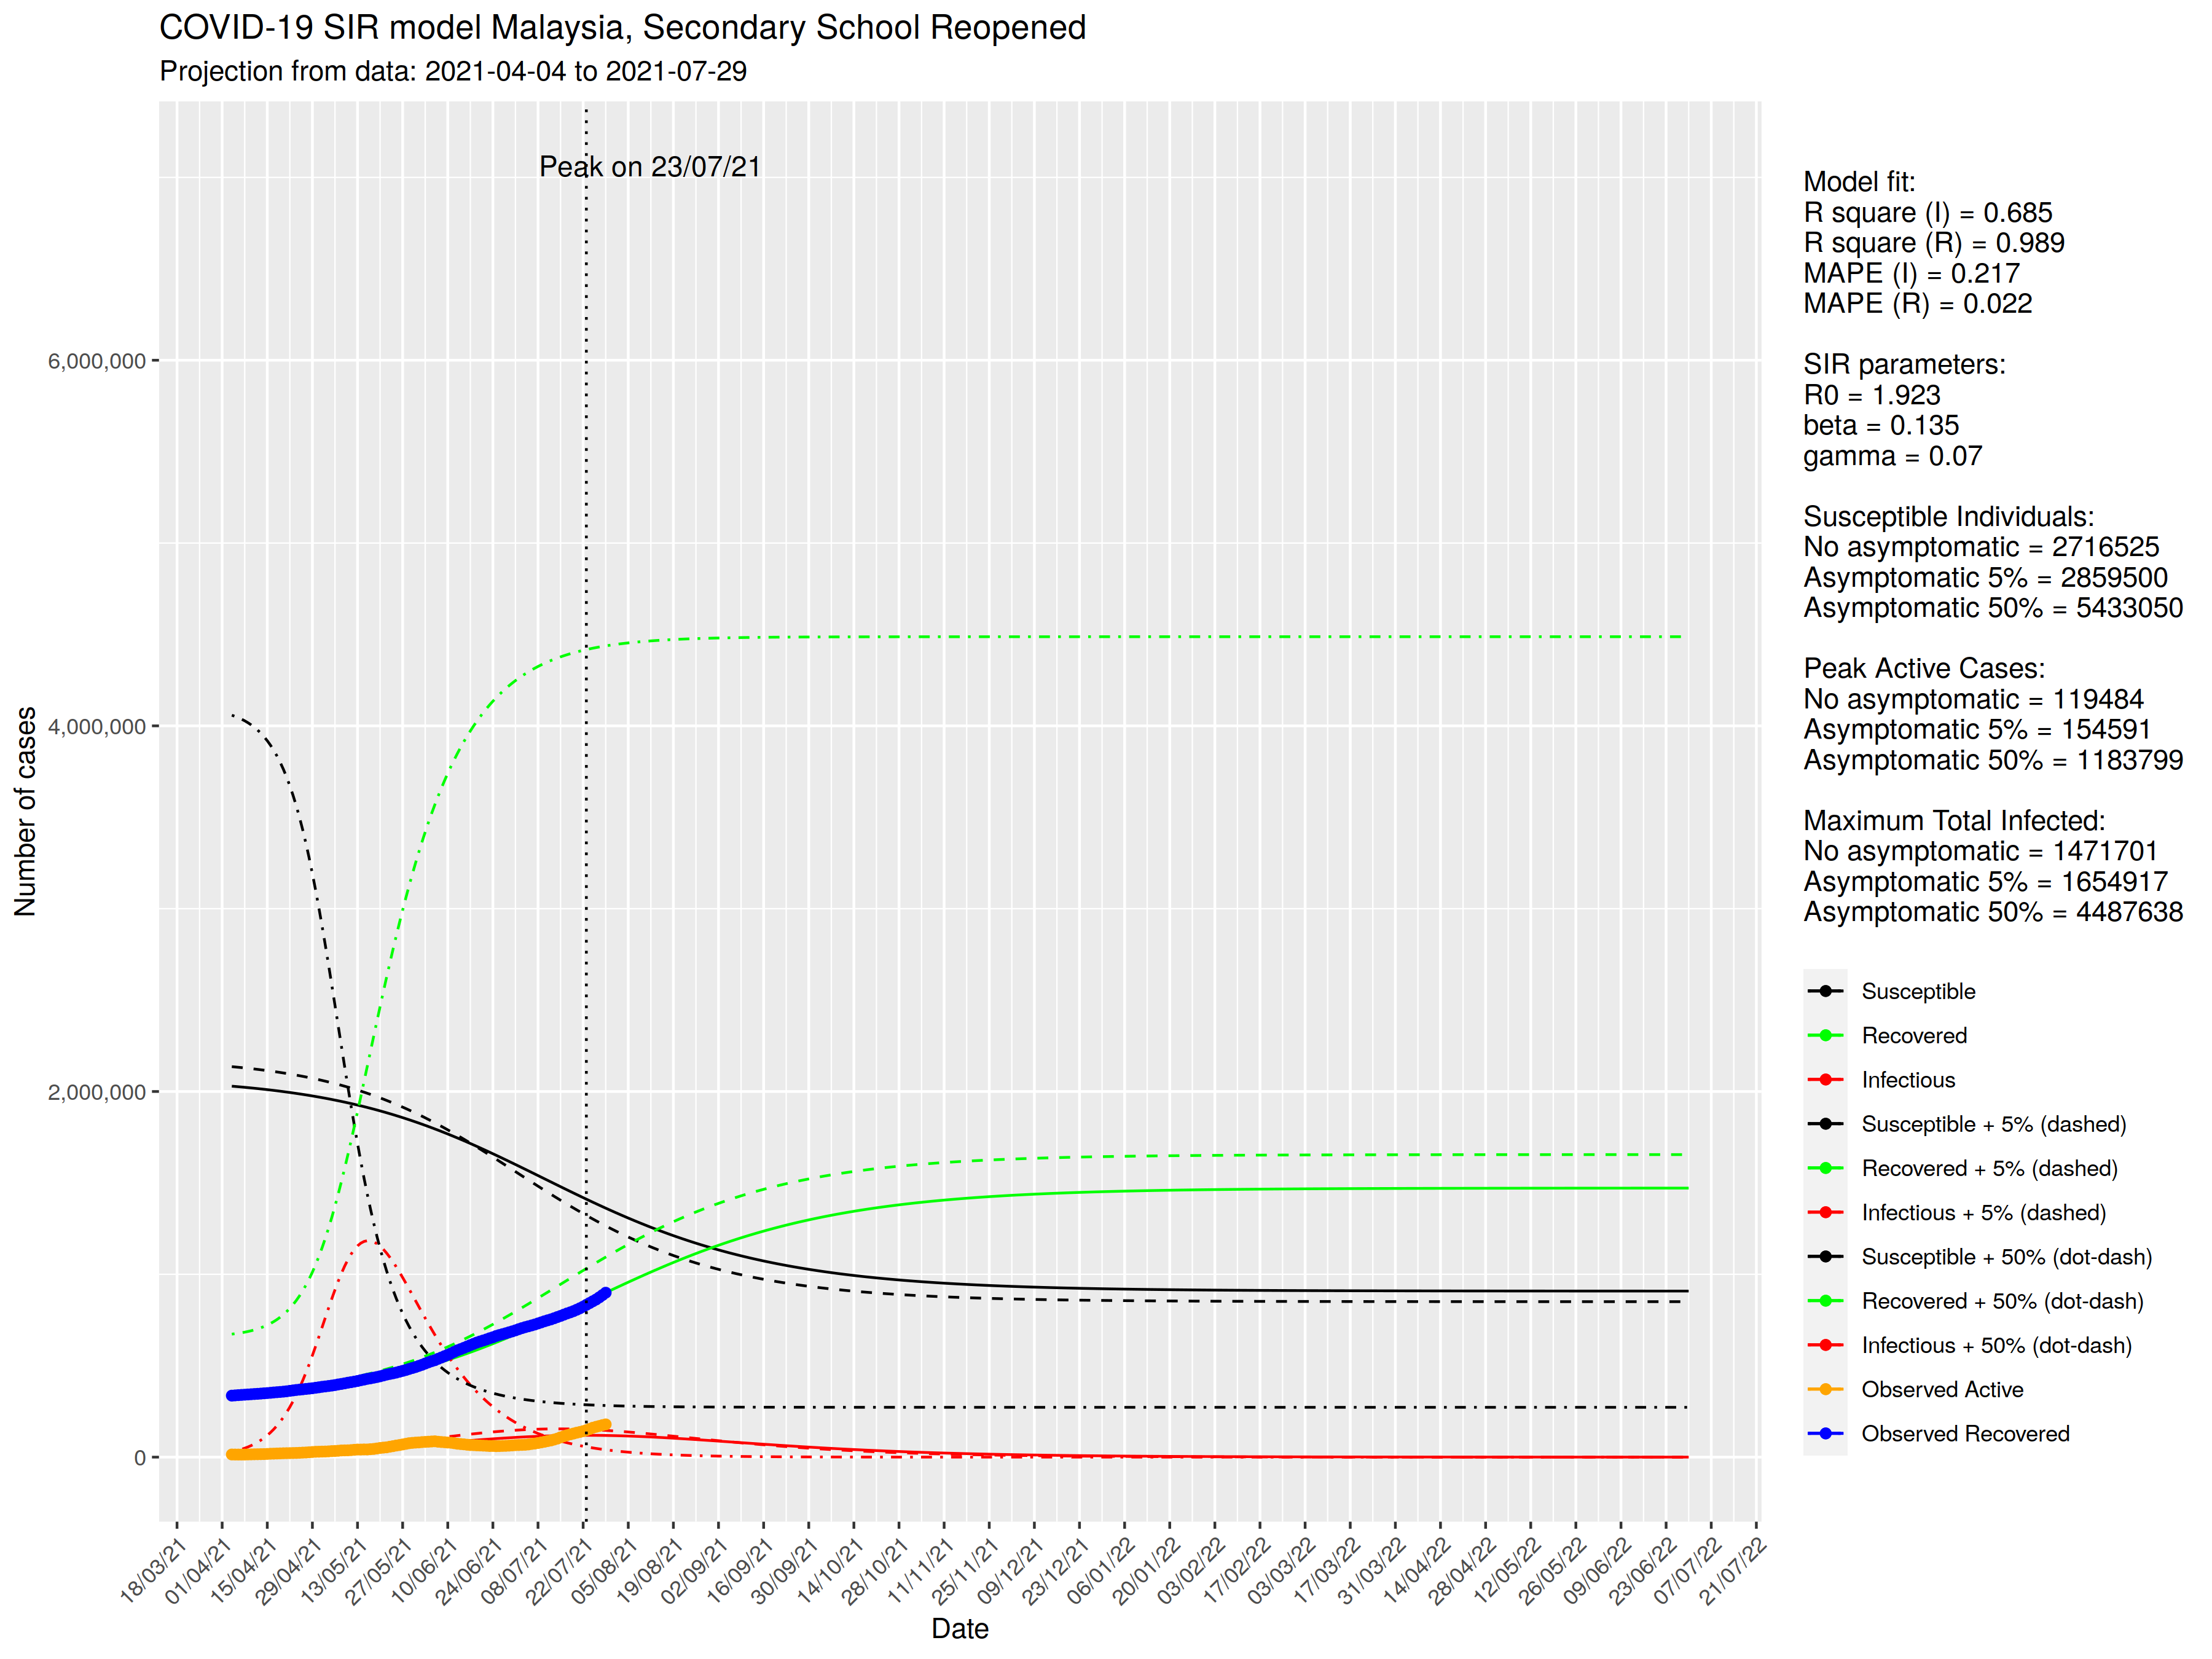 COVID-19 SIR model Malaysia, Secondary School Reopened
Projection from data: 2021-04-04 to 2021-07-29
Peak on 23/07/21
Number of cases
6,000,000
4,000,000
2,000,000
0
18/03/21
01/04/21
15/04/21
29/04/21
13/05/21
27/05/21
10/06/21
24/06/21
08/07/21
22/07/21
05/08/21
19/08/21
02/09/21
16/09/21
30/09/21
14/10/21
28/10/21
11/11/21
25/11/21
09/12/21
23/12/21
06/01/22
20/01/22
03/02/22
17/02/22
03/03/22
17/03/22
31/03/22
14/04/22
28/04/22
12/05/22
26/05/22
09/06/22
23/06/22
07/07/22
21/07/22
Date
Model fit:
R square (I) = 0.685
R square (R) = 0.989
MAPE (I) = 0.217
MAPE (R) = 0.022
SIR parameters:
R0 = 1.923
beta = 0.135
gamma = 0.07
Susceptible Individuals:
No asymptomatic = 2716525
Asymptomatic 5% = 2859500
Asymptomatic 50% = 5433050
Peak Active Cases:
No asymptomatic = 119484
Asymptomatic 5% = 154591
Asymptomatic 50% = 1183799
Maximum Total Infected:
No asymptomatic = 1471701
Asymptomatic 5% = 1654917
Asymptomatic 50% = 4487638
Susceptible
Recovered
Infectious
Susceptible + 5% (dashed)
Recovered + 5% (dashed)
Infectious + 5% (dashed)
Susceptible + 50% (dot-dash)
Recovered + 50% (dot-dash)
Infectious + 50% (dot-dash)
Observed Active
Observed Recovered